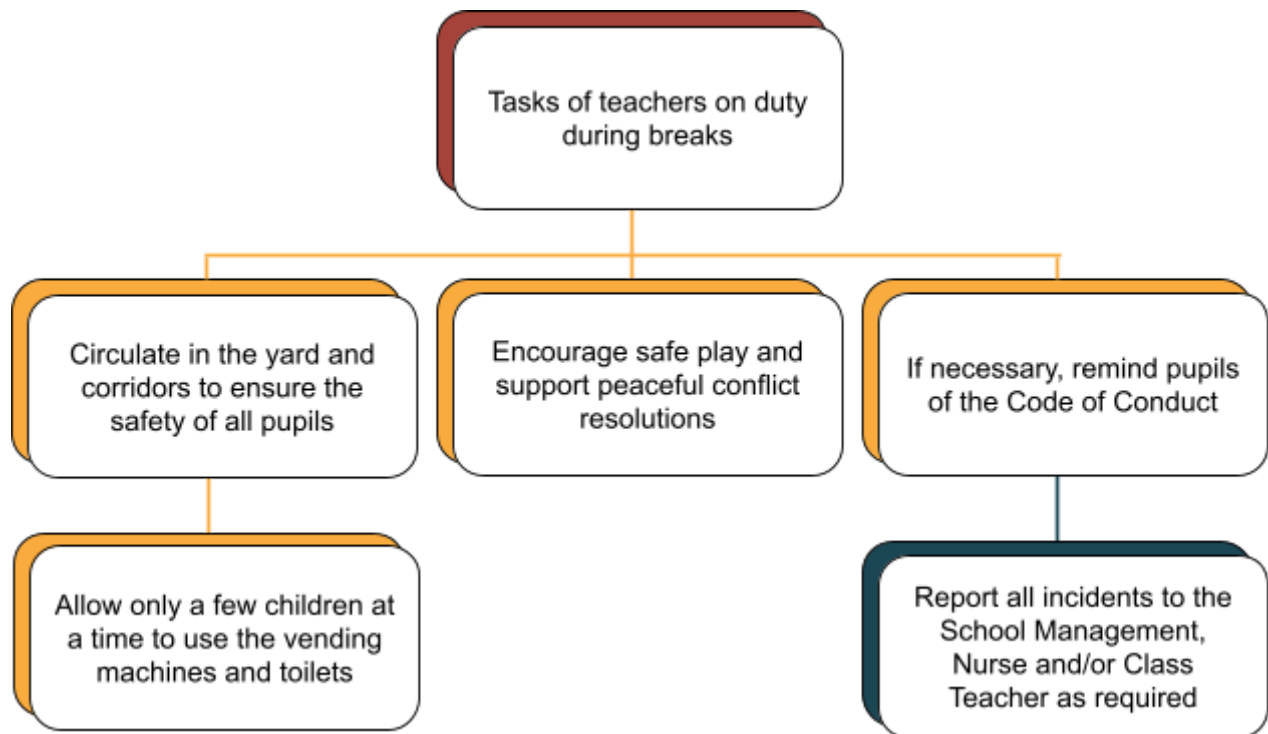 Tasks of teachers on duty
during breaks
Circulate in the yard and
corridors to ensure the
safety of all pupils
Encourage safe play and
support peaceful conflict
resolutions
If necessary, remind pupils
of the Code of Conduct
Allow only a few children at
a time to use the vending
machines and toilets
Report all incidents to the
School Management,
Nurse and/or Class
Teacher as required